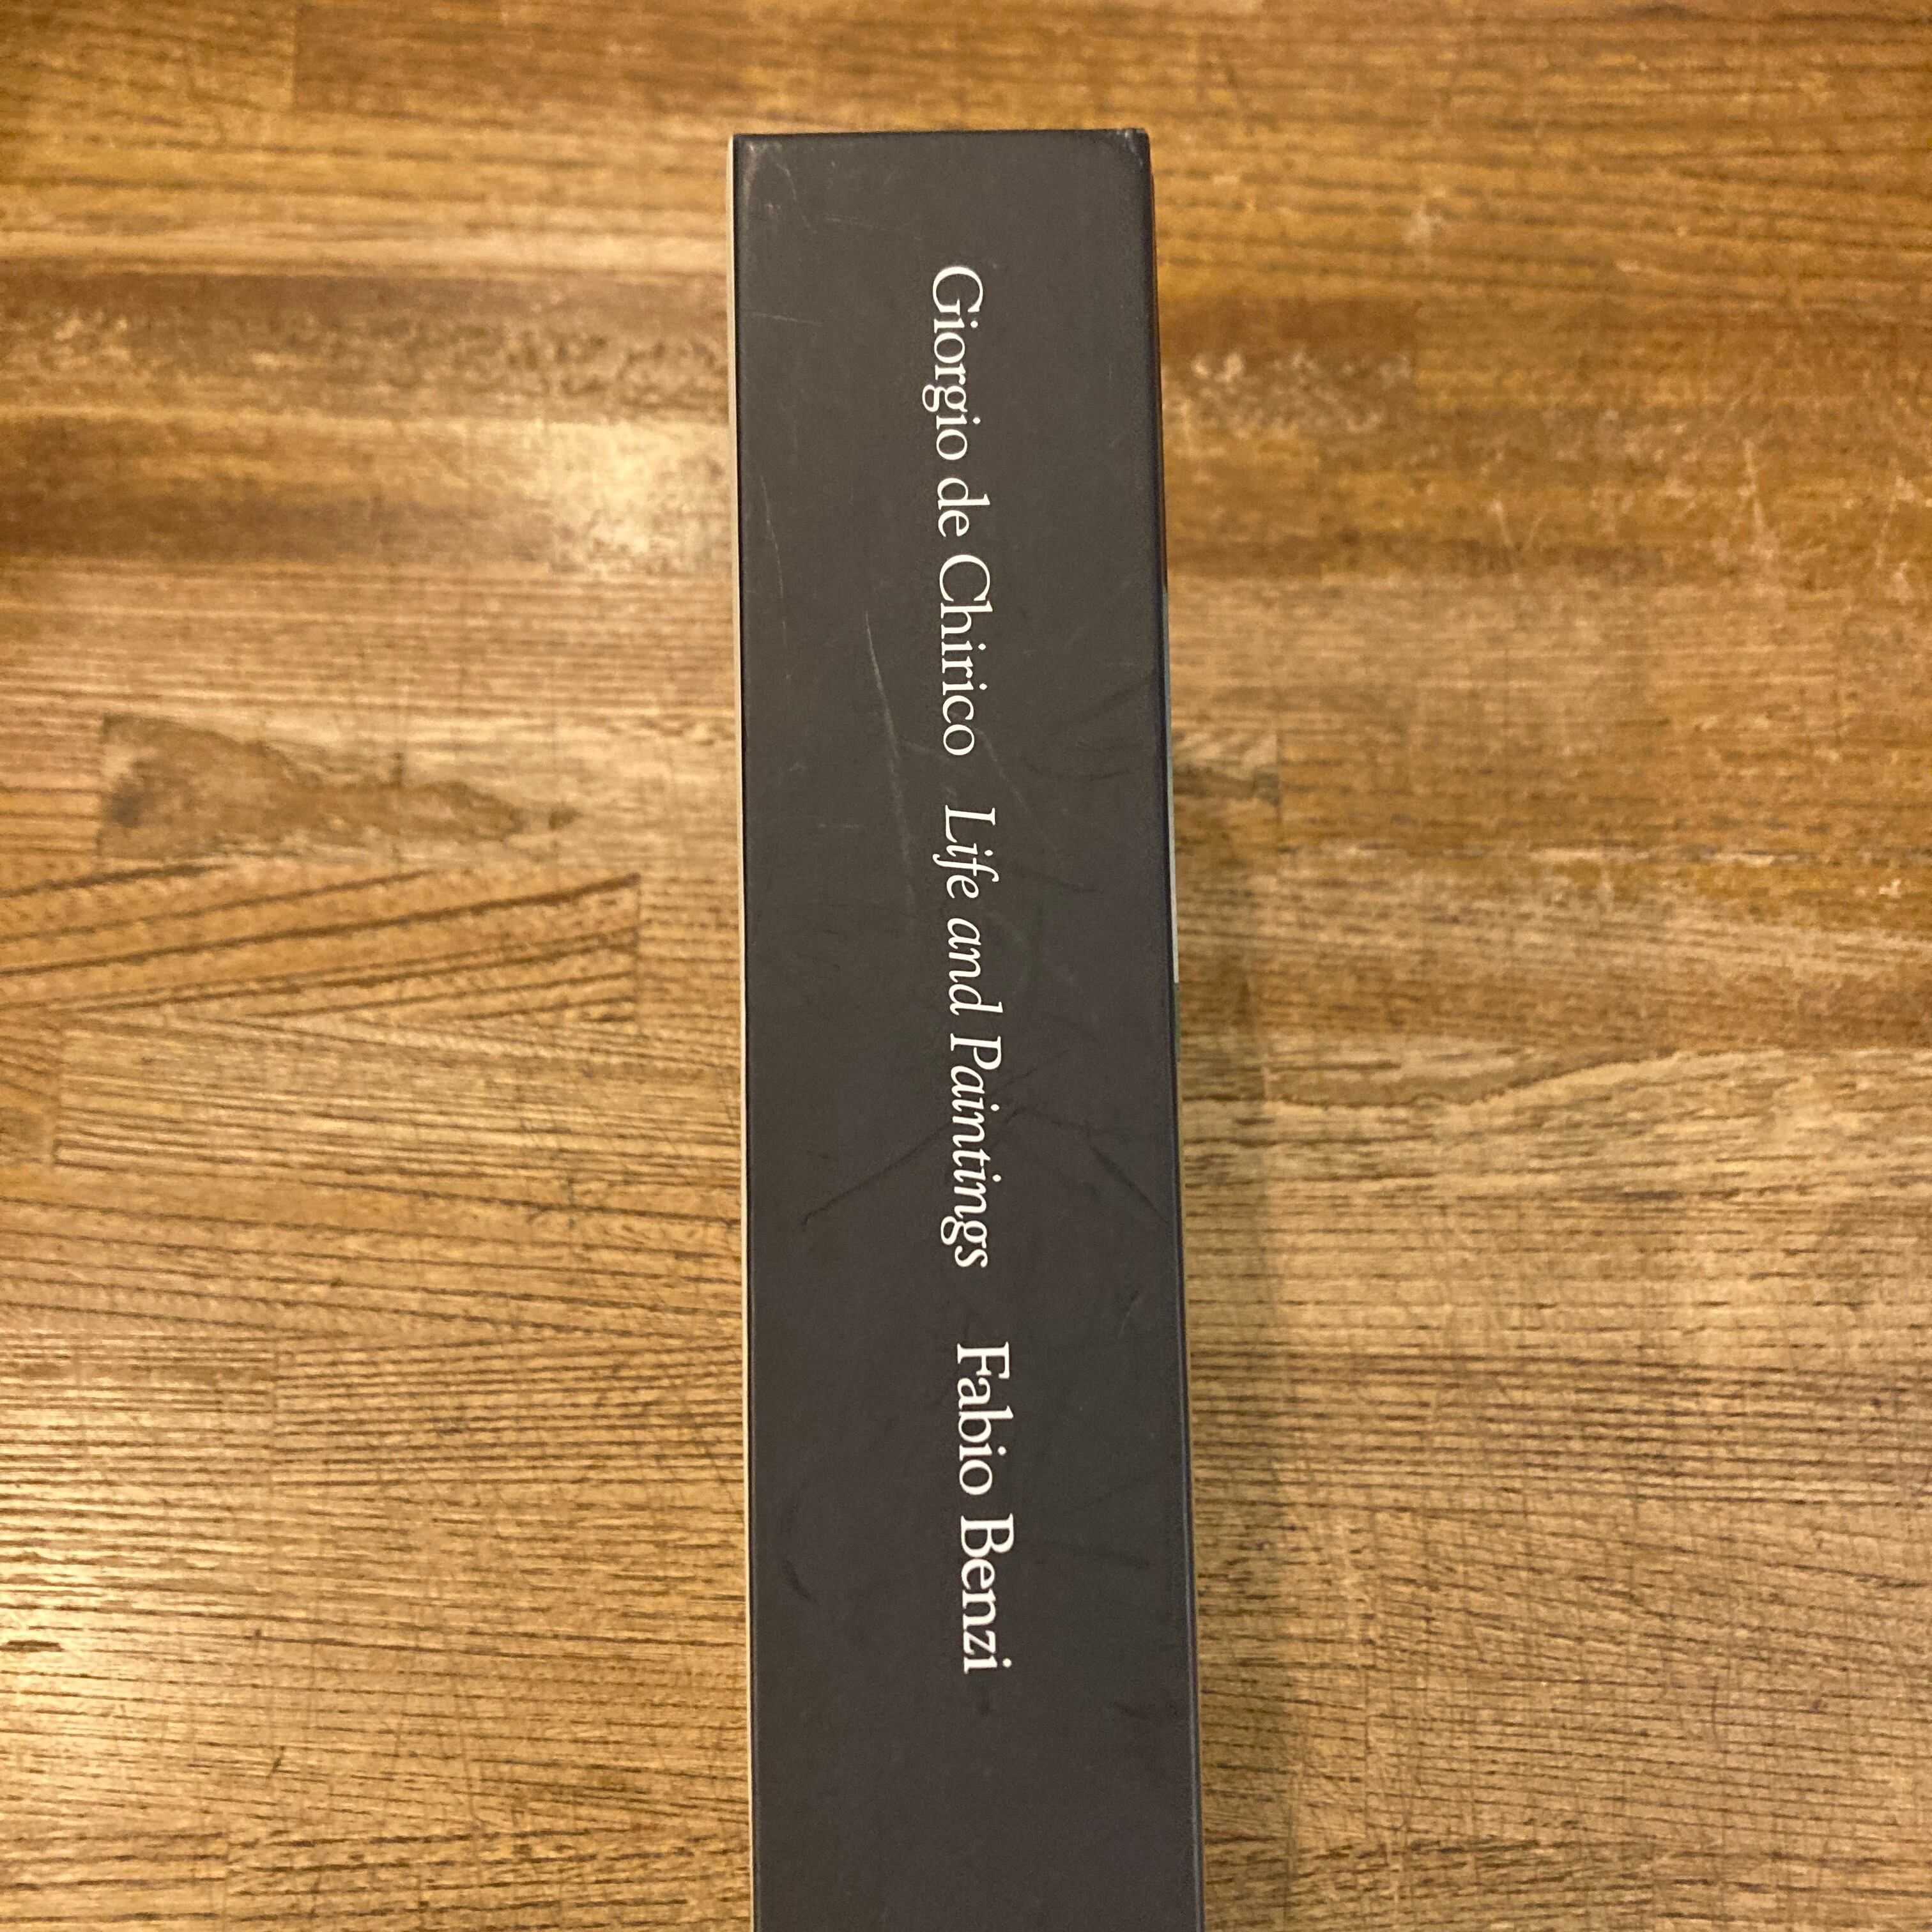 Giorgio de Chirico Life and Paintings Fabio Benzi